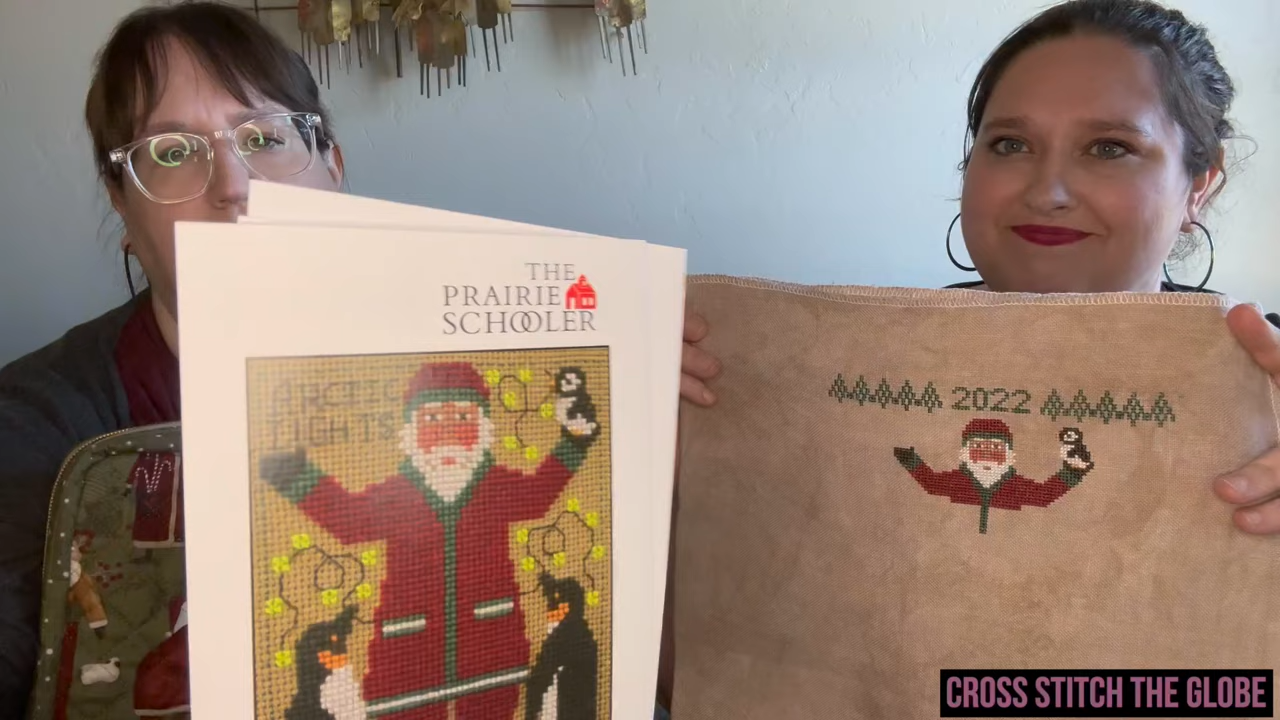 THE
PRAIRIE
SCHOOLER
ARCTIC
LIGHTS
2022
CROSS STITCH THE GLOBE